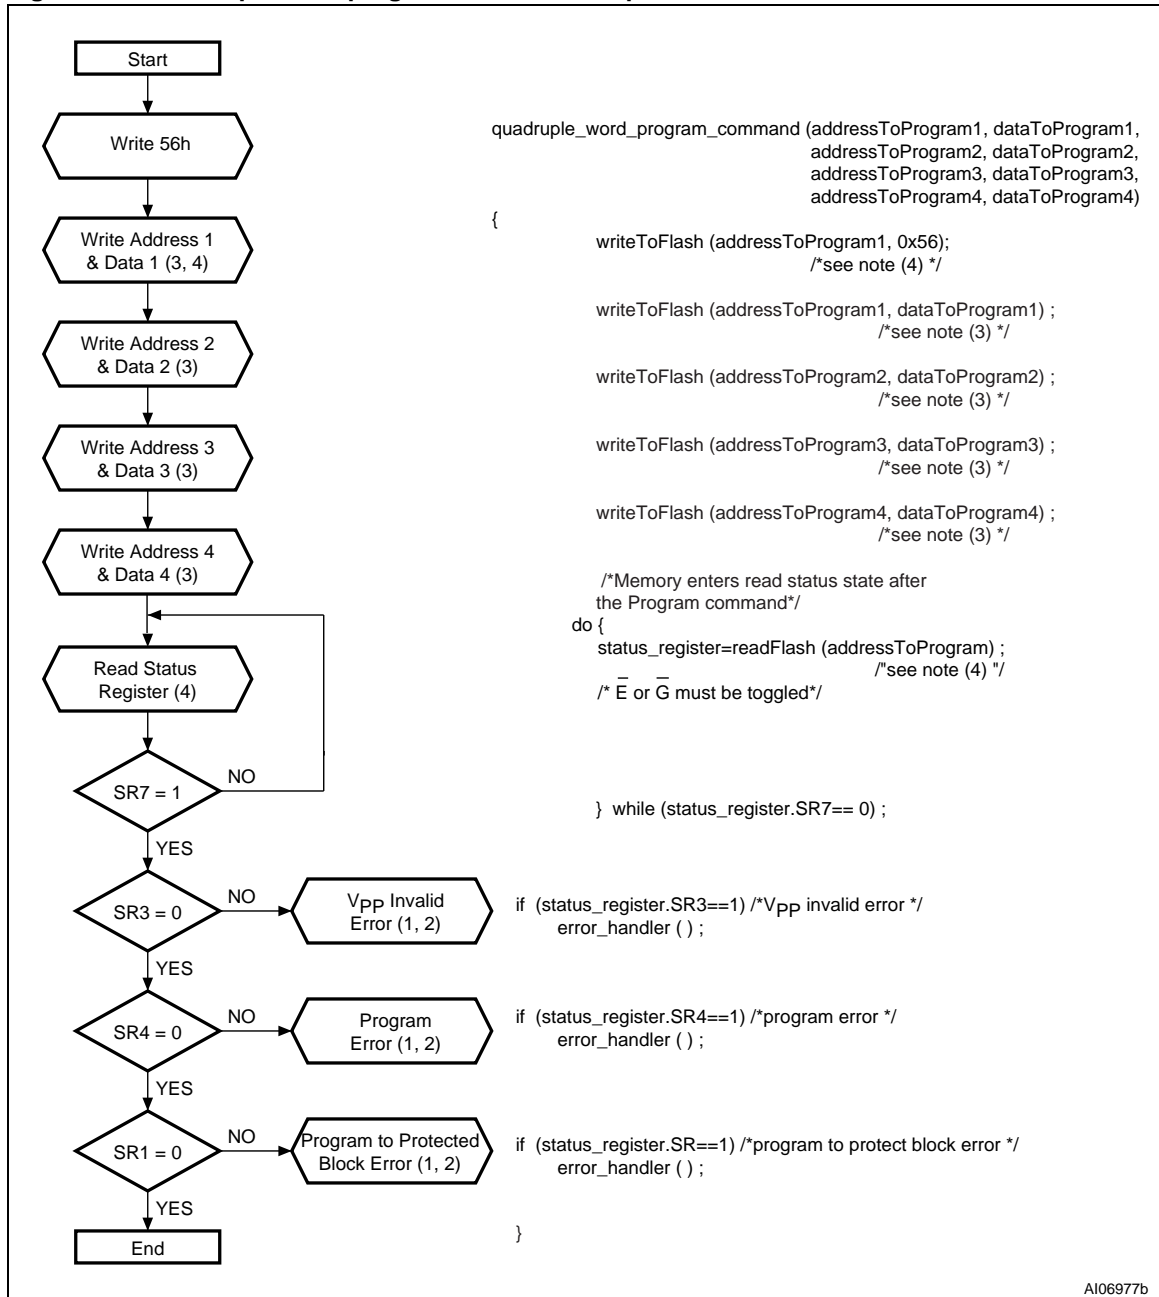 Start
Write 56h
Write Address 1
& Data 1 (3, 4)
Write Address 2
& Data 2 (3)
Write Address 3
& Data 3 (3)
Write Address 4
& Data 4 (3)
Read Status
Register (4)
SR7 = 1
NO
YES
SR3 = 0
NO
VPP Invalid
Error (1, 2)
YES
SR4 = 0
NO
Program
Error (1, 2)
YES
SR1 = 0
NO
Program to Protected
Block Error (1, 2)
YES
End
quadruple_word_program_command (addressToProgram1, dataToProgram1,
addressToProgram2, dataToProgram2,
addressToProgram3, dataToProgram3,
addressToProgram4, dataToProgram4)
{
writeToFlash (addressToProgram1, 0x56);
/*see note (4) */
writeToFlash (addressToProgram1, dataToProgram1) ;
/*see note (3) */
writeToFlash (addressToProgram2, dataToProgram2) ;
/*see note (3) */
writeToFlash (addressToProgram3, dataToProgram3) ;
/*see note (3) */
writeToFlash (addressToProgram4, dataToProgram4) ;
/*see note (3) */
/*Memory enters read status state after
the Program command*/
do {
status_register=readFlash (addressToProgram) ;
/"see note (4) "/
/* E̅ or G̅ must be toggled*/
} while (status_register.SR7== 0) ;
if (status_register.SR3==1) /*VPP invalid error */
error_handler ( ) ;
if (status_register.SR4==1) /*program error */
error_handler ( ) ;
if (status_register.SR==1) /*program to protect block error */
error_handler ( ) ;
}
AI06977b